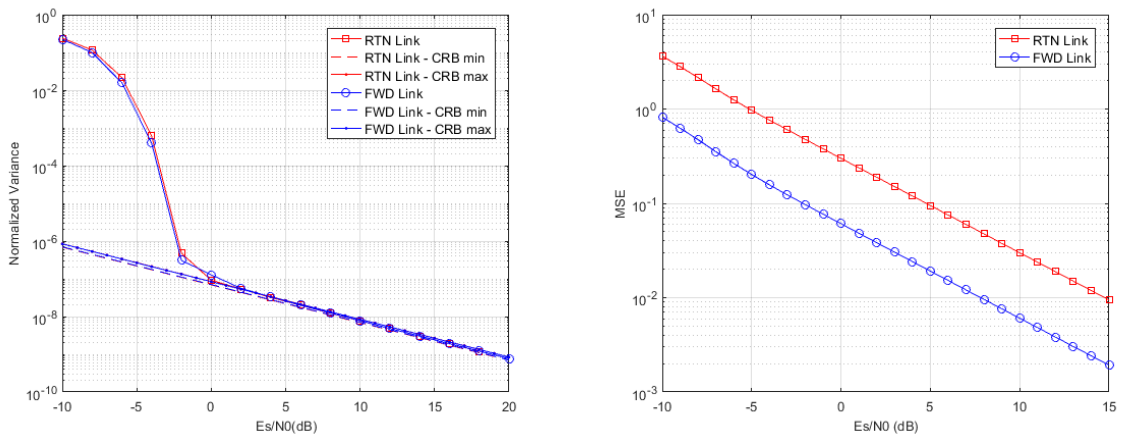 10^0
10^-2
10^-4
10^-6
10^-8
10^-10
Normalized Variance
-10 -5 0 5 10 15 20
Es/N0(dB)
RTN Link
RTN Link - CRB min
RTN Link - CRB max
FWD Link
FWD Link - CRB min
FWD Link - CRB max
10^1
10^0
10^-1
10^-2
10^-3
MSE
-10 -5 0 5 10 15
Es/N0 (dB)
RTN Link
FWD Link